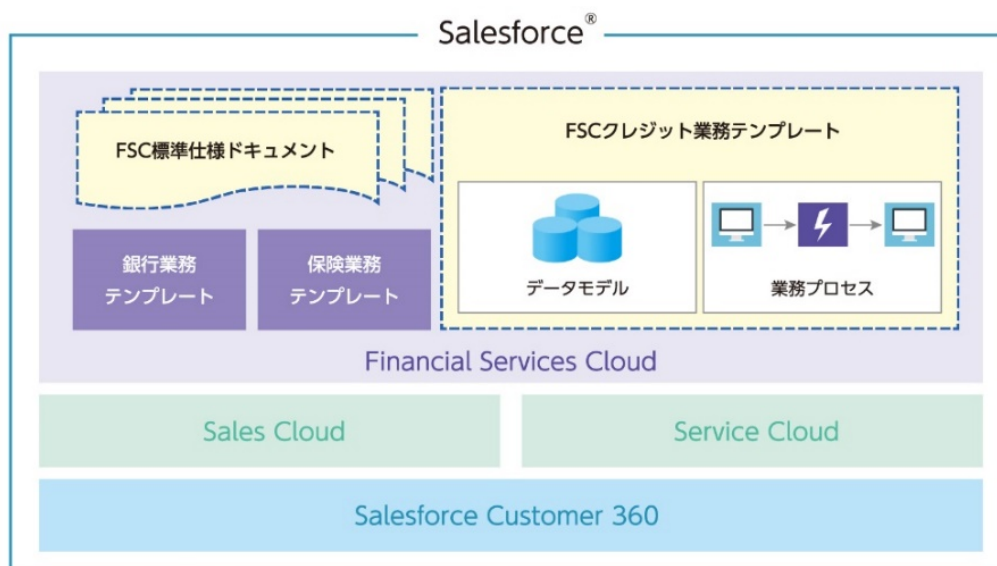 Salesforce®
FSC標準仕様ドキュメント
FSCクレジット業務テンプレート
銀行業務
テンプレート
保険業務
テンプレート
データモデル
業務プロセス
Financial Services Cloud
Sales Cloud
Service Cloud
Salesforce Customer 360